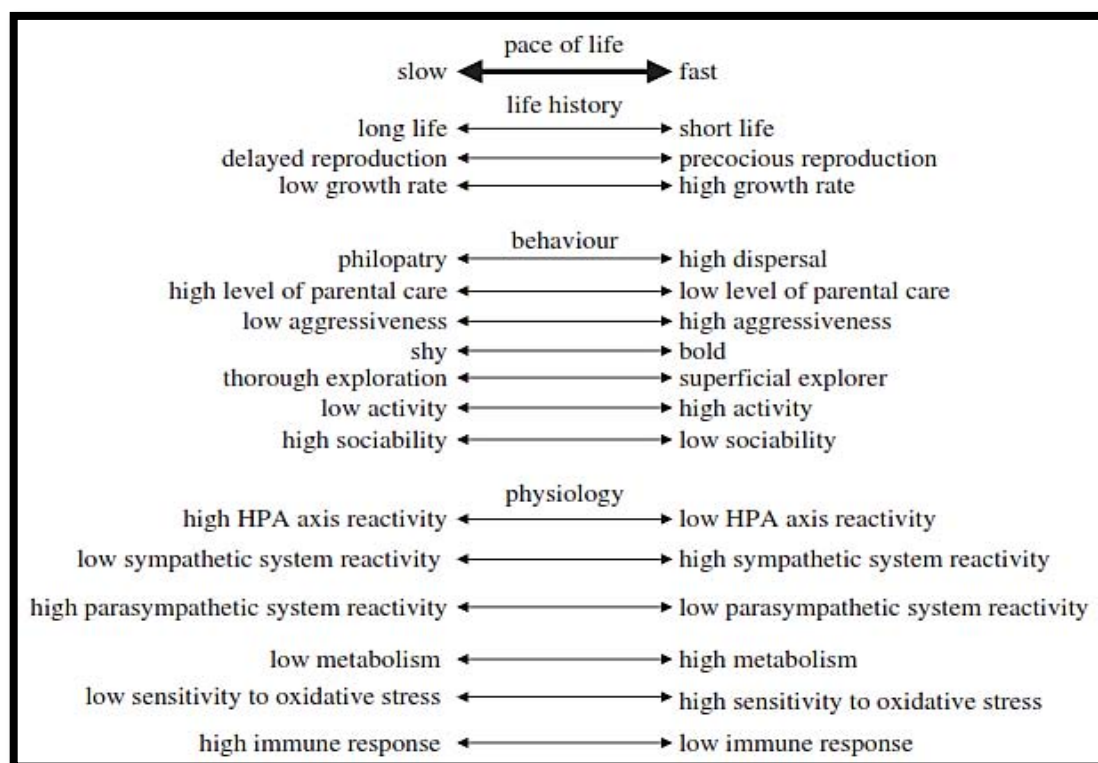 pace of life
slow fast
life history
long life short life
delayed reproduction precocious reproduction
low growth rate high growth rate
behaviour
philopatry high dispersal
high level of parental care low level of parental care
low aggressiveness high aggressiveness
shy bold
thorough exploration superficial explorer
low activity high activity
high sociability low sociability
physiology
high HPA axis reactivity low HPA axis reactivity
low sympathetic system reactivity high sympathetic system reactivity
high parasympathetic system reactivity low parasympathetic system reactivity
low metabolism high metabolism
low sensitivity to oxidative stress high sensitivity to oxidative stress
high immune response low immune response